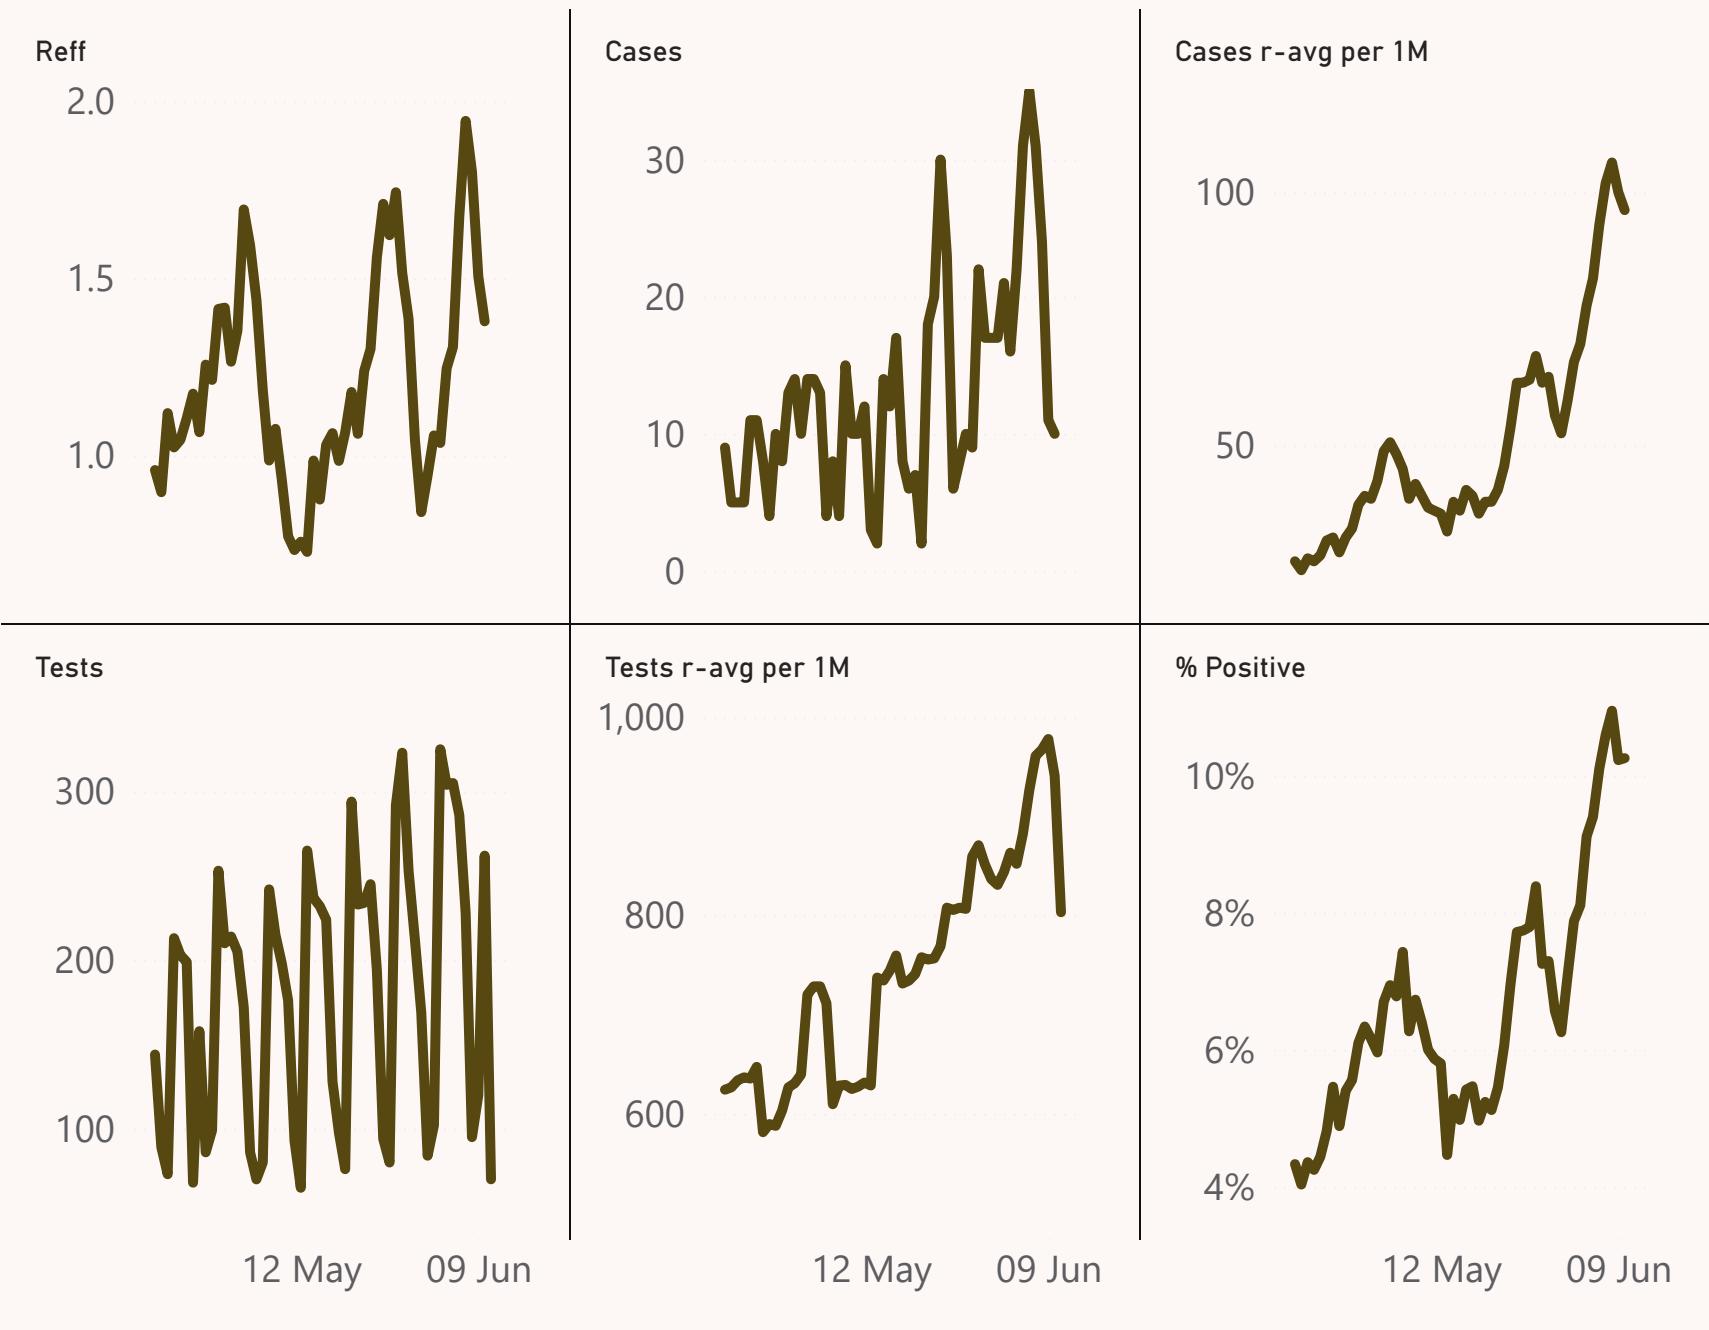 Reff
2.0
1.5
1.0
Cases
30
20
10
0
Cases r-avg per 1M
100
50
Tests
300
200
100
12 May 09 Jun
Tests r-avg per 1M
1,000
800
600
12 May 09 Jun
% Positive
10%
8%
6%
4%
12 May 09 Jun